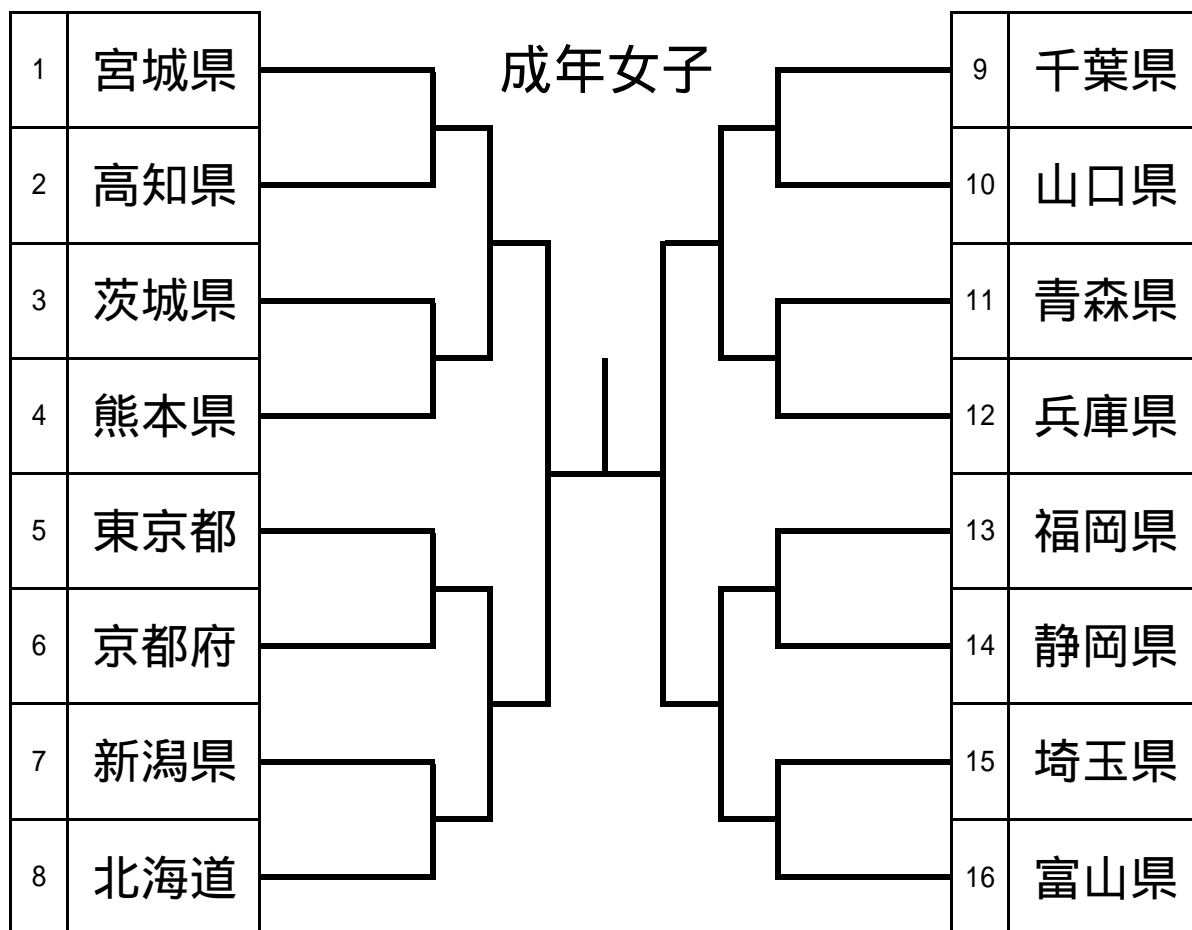 成年女子
1 宮城県
2 高知県
3 茨城県
4 熊本県
5 東京都
6 京都府
7 新潟県
8 北海道
9 千葉県
10 山口県
11 青森県
12 兵庫県
13 福岡県
14 静岡県
15 埼玉県
16 富山県